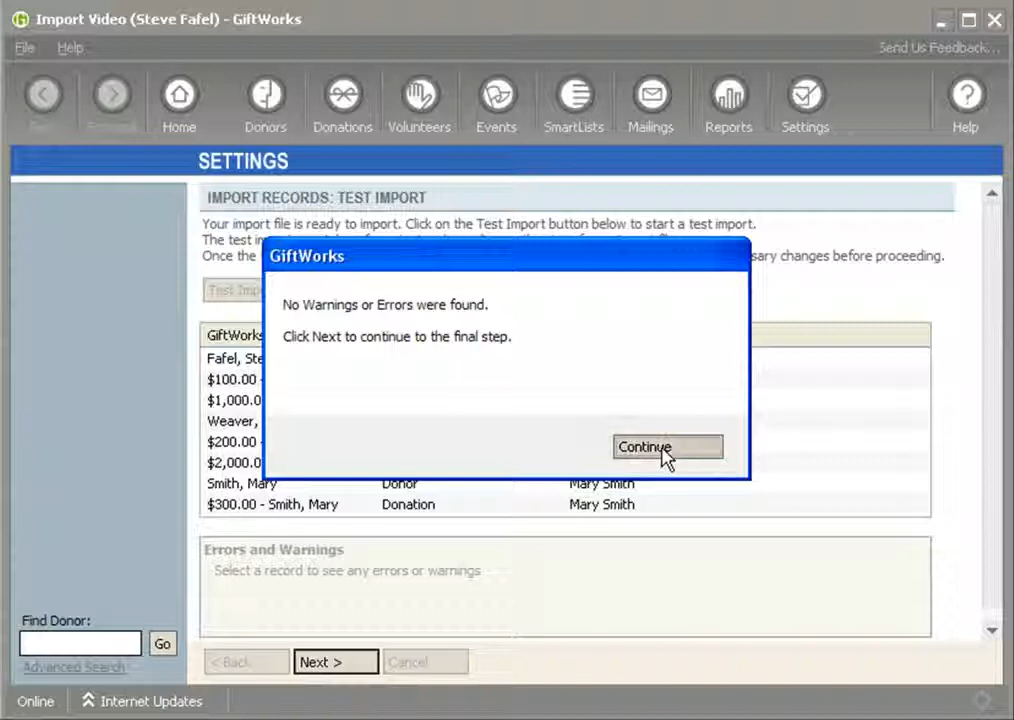 Import Video (Steve Fafel) - GiftWorks
File Help Send Us Feedback...
Home Donors Donations Volunteers Events SmartLists Mailings Reports Settings Help
SETTINGS
IMPORT RECORDS: TEST IMPORT
Your import file is ready to import. Click on the Test Import button below to start a test import.
The test im
Once the sary changes before proceeding.
Test Impo
GiftWorks
No Warnings or Errors were found.
Click Next to continue to the final step.
Continue
GiftWorks
Fafel, Ste
$100.00 -
$1,000.0
Weaver,
$200.00 -
$2,000.0
Smith, Mary Donor Mary Smith
$300.00 - Smith, Mary Donation Mary Smith
Errors and Warnings
Select a record to see any errors or warnings
Find Donor:
Go
Advanced Search
< Back Next > Cancel
Online Internet Updates